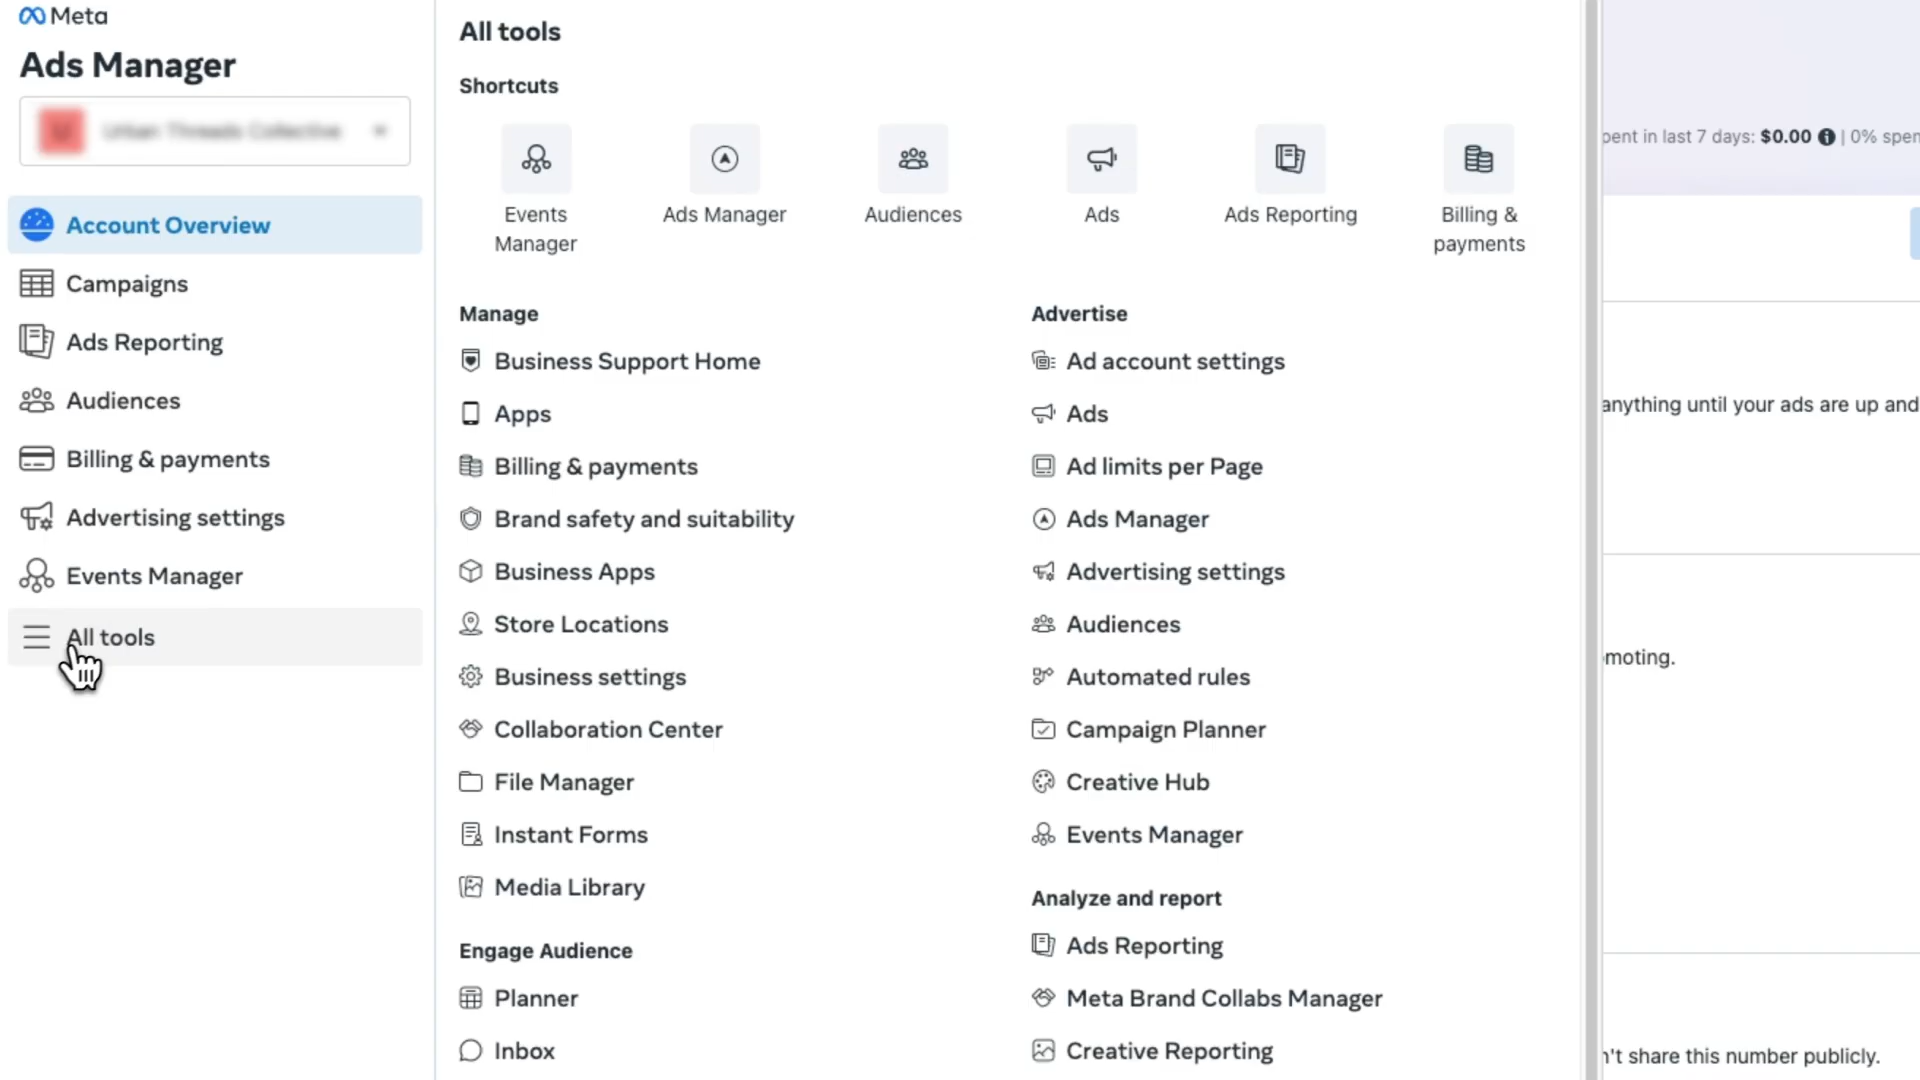 Meta
Ads Manager
Urban Threads Collective
Account Overview
Campaigns
Ads Reporting
Audiences
Billing & payments
Advertising settings
Events Manager
All tools
All tools
Shortcuts
Events Manager
Ads Manager
Audiences
Ads
Ads Reporting
Billing & payments
Manage
Business Support Home
Apps
Billing & payments
Brand safety and suitability
Business Apps
Store Locations
Business settings
Collaboration Center
File Manager
Instant Forms
Media Library
Engage Audience
Planner
Inbox
Advertise
Ad account settings
Ads
Ad limits per Page
Ads Manager
Advertising settings
Audiences
Automated rules
Campaign Planner
Creative Hub
Events Manager
Analyze and report
Ads Reporting
Meta Brand Collabs Manager
Creative Reporting
in last 7 days: $0.00 | 0%
anything until your ads are up and
share this number publicly.